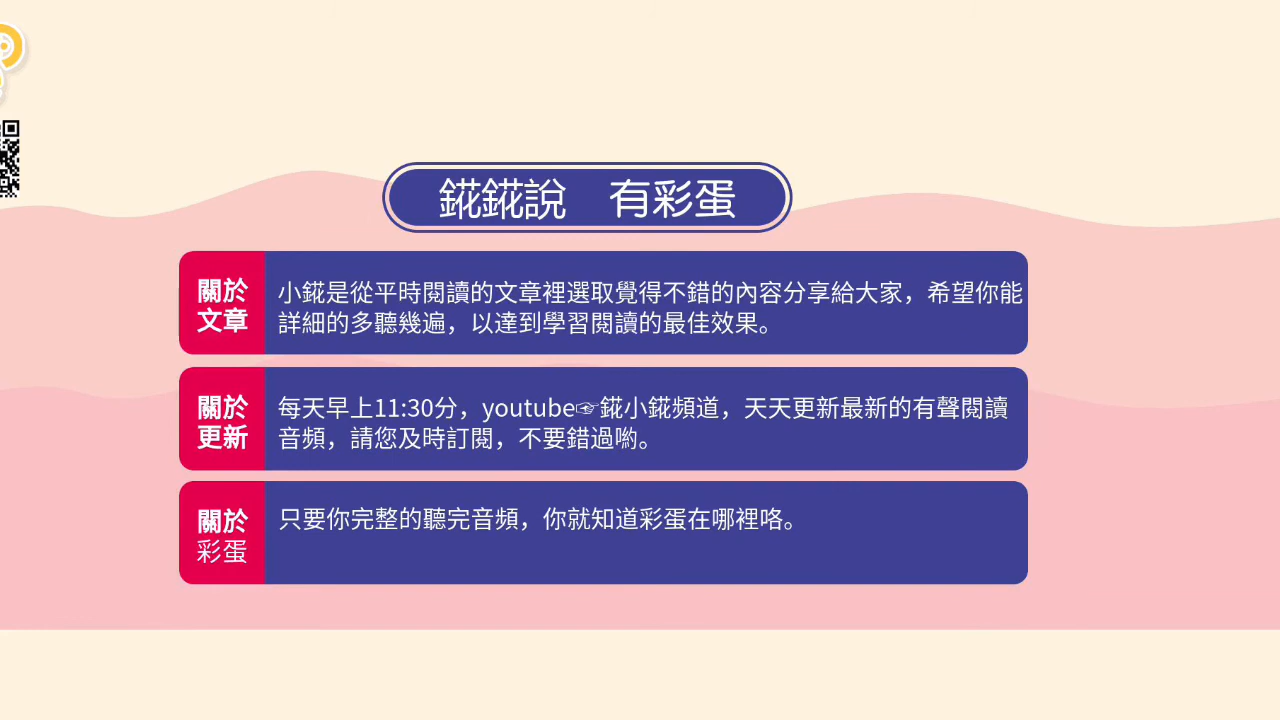 錵錵說　有彩蛋
關於
文章
小錵是從平時閱讀的文章裡選取覺得不錯的內容分享給大家，希望你能
詳細的多聽幾遍，以達到學習閱讀的最佳效果。
關於
更新
每天早上11:30分，youtube☞錵小錵頻道，天天更新最新的有聲閱讀
音頻，請您及時訂閱，不要錯過喲。
關於
彩蛋
只要你完整的聽完音頻，你就知道彩蛋在哪裡咯。